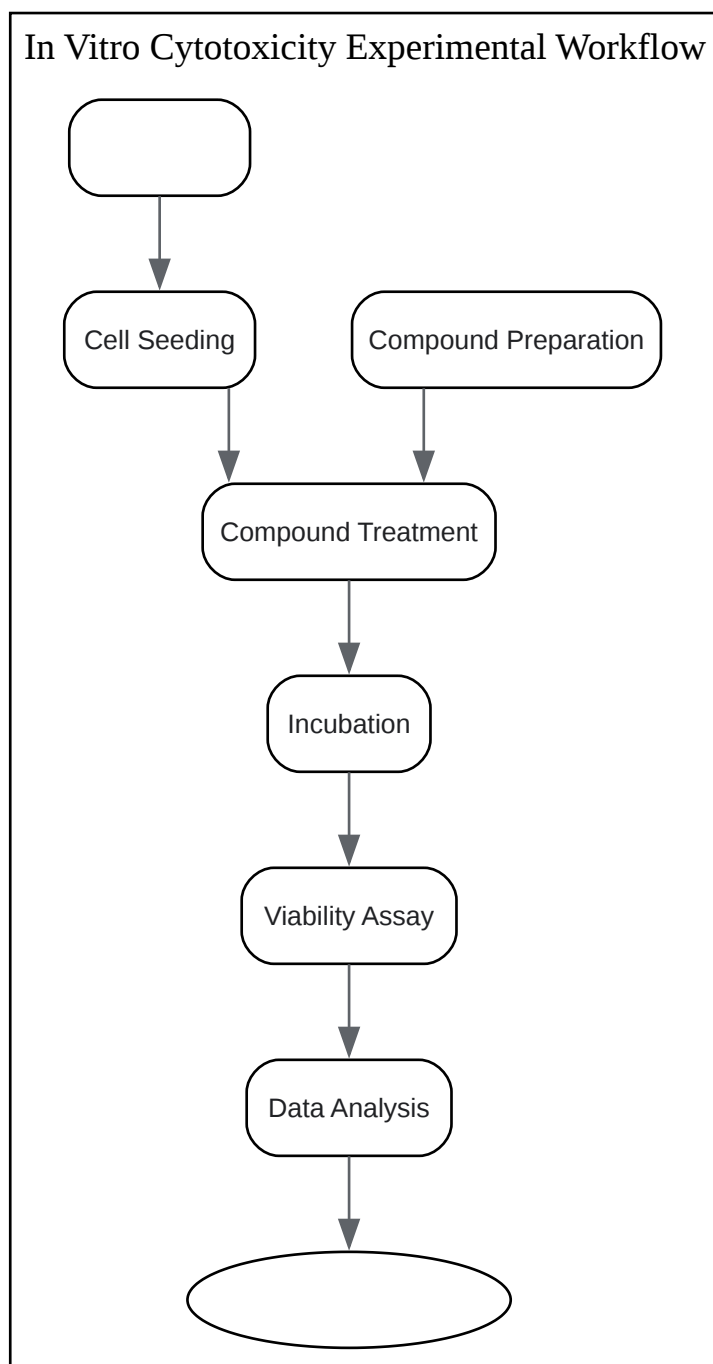 In Vitro Cytotoxicity Experimental Workflow
Cell Seeding
Compound Preparation
Compound Treatment
Incubation
Viability Assay
Data Analysis